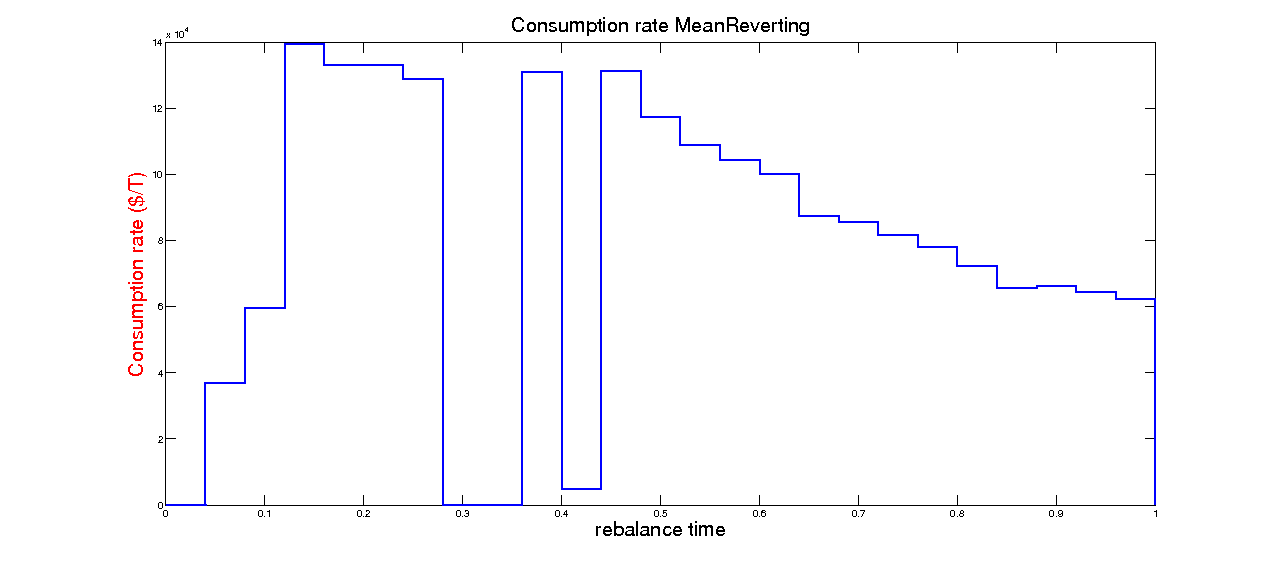 Consumption rate MeanReverting
x 10^4
14
12
10
8
6
4
2
0
Consumption rate ($/T)
0 0.1 0.2 0.3 0.4 0.5 0.6 0.7 0.8 0.9 1
rebalance time